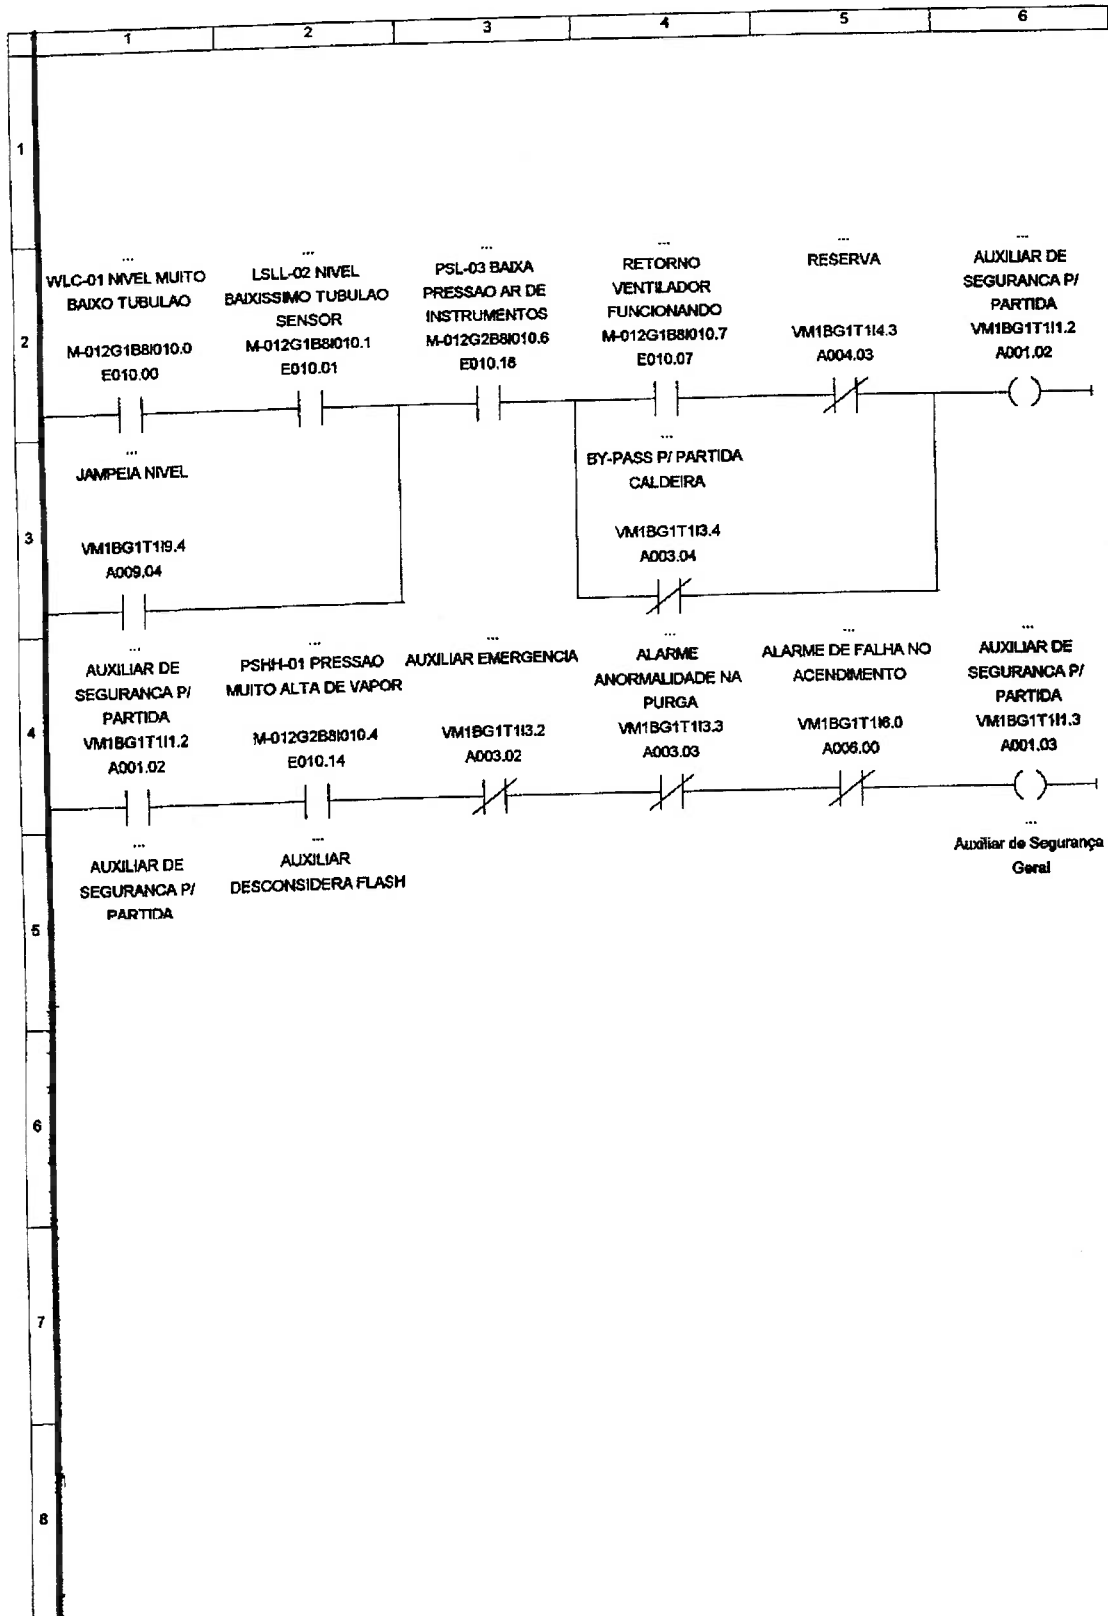 1 2 3 4 5 6
1
2
...
WLC-01 NIVEL MUITO
BAIXO TUBULAO
M-012G1B8I010.0
E010.00
...
LSLL-02 NIVEL
BAIXISSIMO TUBULAO
SENSOR
M-012G1B8I010.1
E010.01
...
PSL-03 BAIXA
PRESSAO AR DE
INSTRUMENTOS
M-012G2B8I010.6
E010.16
...
RETORNO
VENTILADOR
FUNCIONANDO
M-012G1B8I010.7
E010.07
...
RESERVA
VM1BG1T1I4.3
A004.03
...
AUXILIAR DE
SEGURANCA P/
PARTIDA
VM1BG1T1I1.2
A001.02
3
...
JAMPEIA NIVEL
VM1BG1T1I9.4
A009.04
...
BY-PASS P/ PARTIDA
CALDEIRA
VM1BG1T1I3.4
A003.04
4
...
AUXILIAR DE
SEGURANCA P/
PARTIDA
VM1BG1T1I1.2
A001.02
...
PSHH-01 PRESSAO
MUITO ALTA DE VAPOR
M-012G2B8I010.4
E010.14
...
AUXILIAR EMERGENCIA
VM1BG1T1I3.2
A003.02
...
ALARME
ANORMALIDADE NA
PURGA
VM1BG1T1I3.3
A003.03
...
ALARME DE FALHA NO
ACENDIMENTO
VM1BG1T1I6.0
A006.00
...
AUXILIAR DE
SEGURANCA P/
PARTIDA
VM1BG1T1I1.3
A001.03
5
...
AUXILIAR DE
SEGURANCA P/
PARTIDA
...
AUXILIAR
DESCONSIDERA FLASH
...
Auxiliar de Segurança
Geral
6
7
8